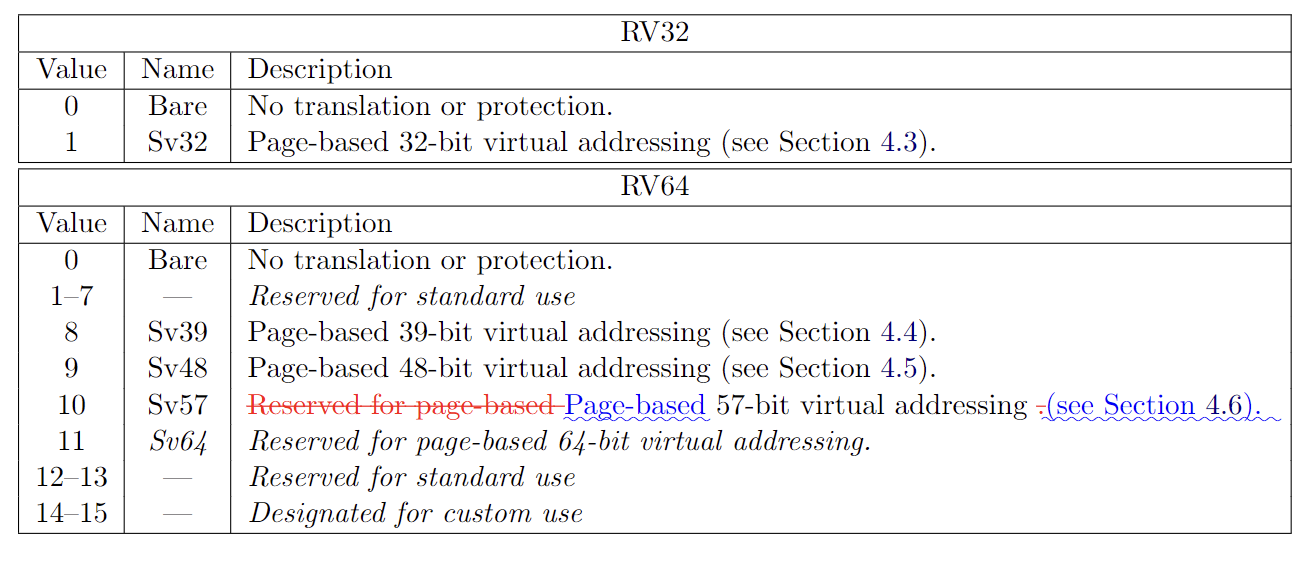 RV32
Value Name Description
0 Bare No translation or protection.
1 Sv32 Page-based 32-bit virtual addressing (see Section 4.3).
RV64
Value Name Description
0 Bare No translation or protection.
1–7 — Reserved for standard use
8 Sv39 Page-based 39-bit virtual addressing (see Section 4.4).
9 Sv48 Page-based 48-bit virtual addressing (see Section 4.5).
10 Sv57 Reserved for page-based Page-based 57-bit virtual addressing .(see Section 4.6).
11 Sv64 Reserved for page-based 64-bit virtual addressing.
12–13 — Reserved for standard use
14–15 — Designated for custom use